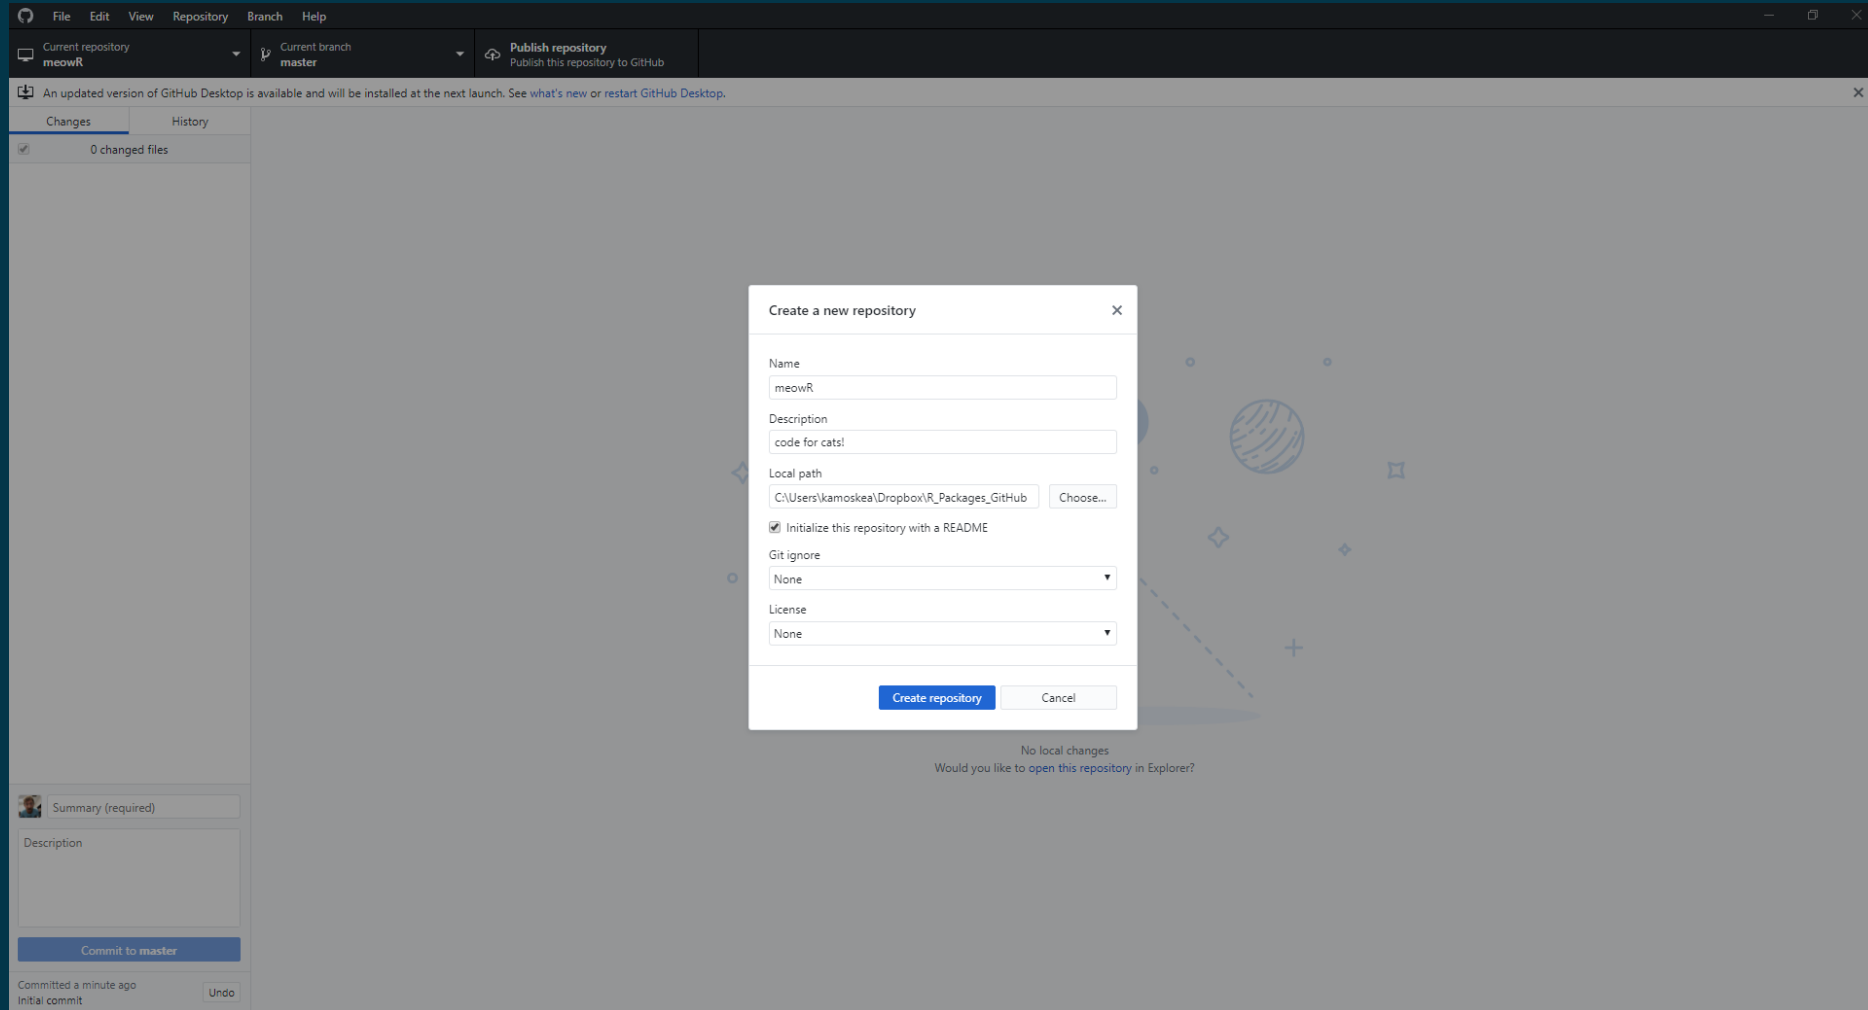 File Edit View Repository Branch Help
Current repository
meowR
Current branch
master
Publish repository
Publish this repository to GitHub
An updated version of GitHub Desktop is available and will be installed at the next launch. See what's new or restart GitHub Desktop.
Changes History
0 changed files
Create a new repository
Name
meowR
Description
code for cats!
Local path
C:\Users\kamoskea\Dropbox\R_Packages_GitHub Choose...
Initialize this repository with a README
Git ignore
None
License
None
Create repository Cancel
No local changes
Would you like to open this repository in Explorer?
Summary (required)
Description
Commit to master
Committed a minute ago
Initial commit
Undo